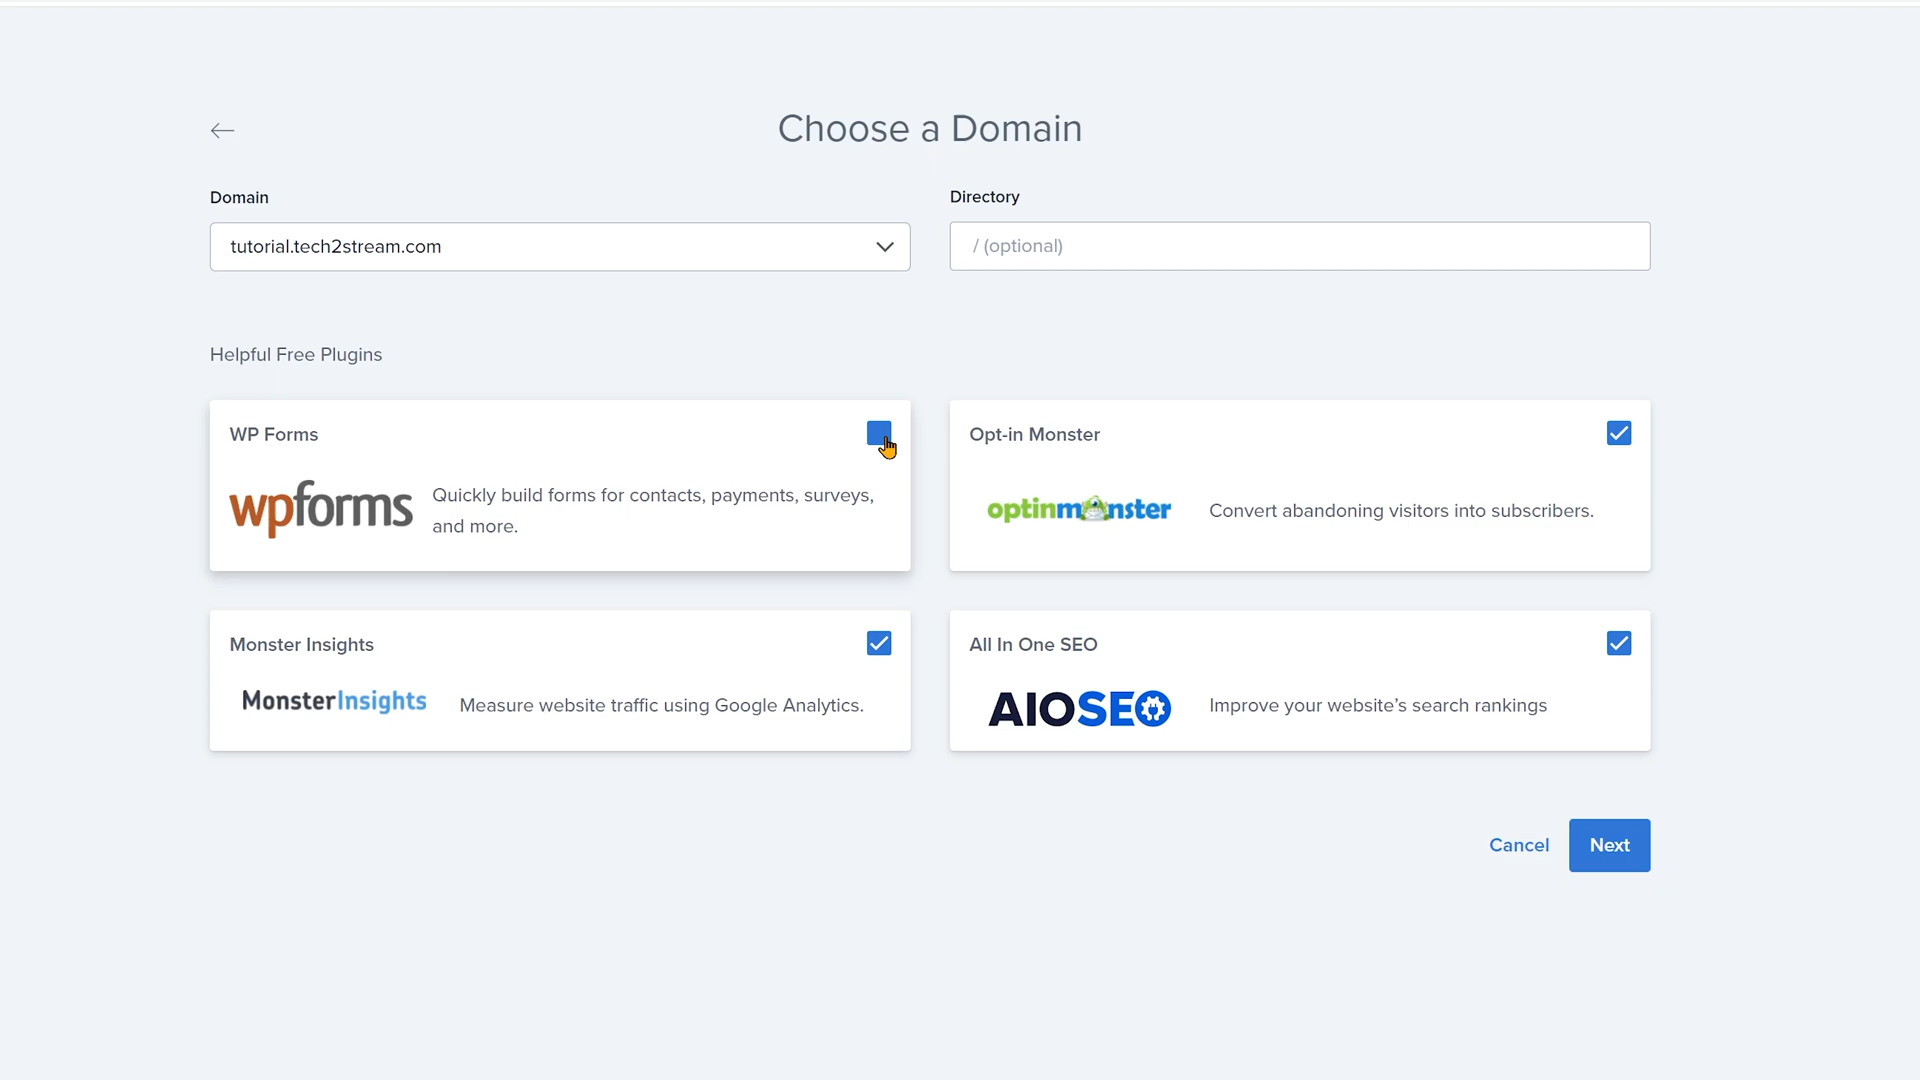 Choose a Domain
Domain
Directory
tutorial.tech2stream.com
/ (optional)
Helpful Free Plugins
WP Forms
wpforms
Quickly build forms for contacts, payments, surveys,
and more.
Opt-in Monster
optinmonster
Convert abandoning visitors into subscribers.
Monster Insights
MonsterInsights
Measure website traffic using Google Analytics.
All In One SEO
AIOSEO
Improve your website’s search rankings
Cancel
Next